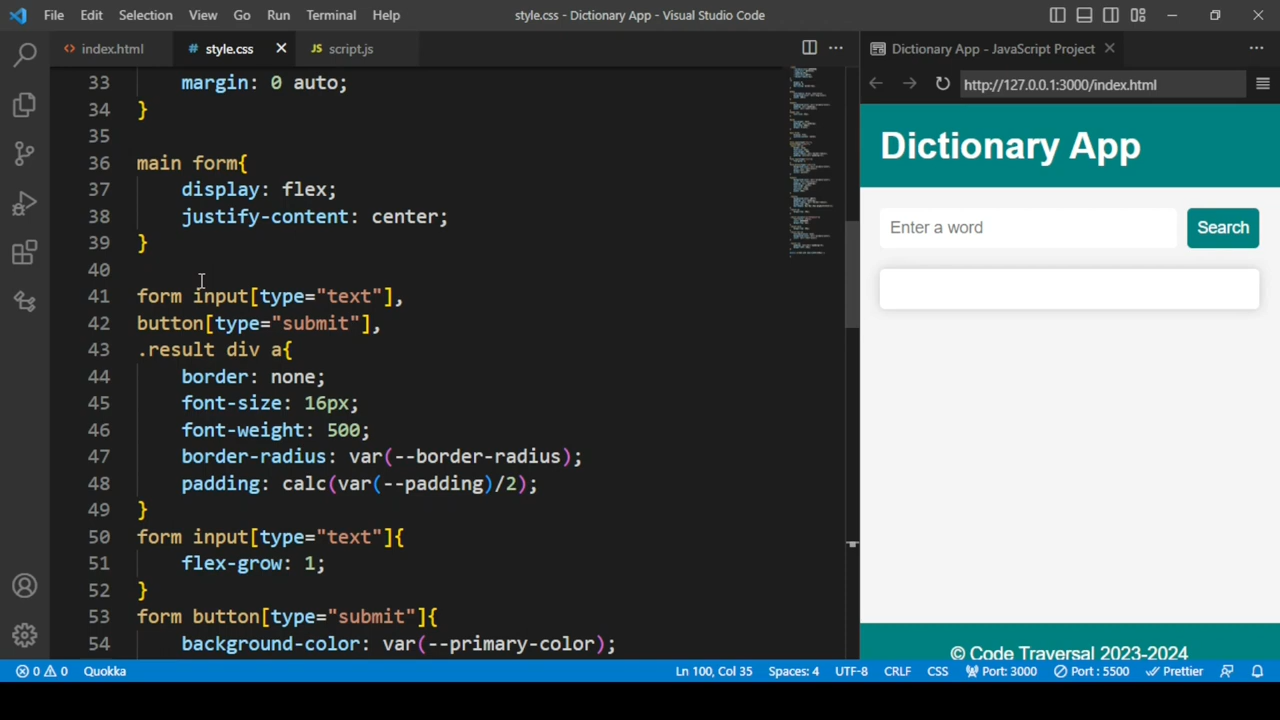 File Edit Selection View Go Run Terminal Help style.css - Dictionary App - Visual Studio Code
index.html style.css script.js Dictionary App - JavaScript Project
http://127.0.0.1:3000/index.html
33 margin: 0 auto;
34 }
35
36 main form{
37 display: flex;
38 justify-content: center;
39 }
40
41 form input[type="text"],
42 button[type="submit"],
43 .result div a{
44 border: none;
45 font-size: 16px;
46 font-weight: 500;
47 border-radius: var(--border-radius);
48 padding: calc(var(--padding)/2);
49 }
50 form input[type="text"]{
51 flex-grow: 1;
52 }
53 form button[type="submit"]{
54 background-color: var(--primary-color);
Dictionary App
Enter a word Search
© Code Traversal 2023-2024
0 0 Quokka Ln 100, Col 35 Spaces: 4 UTF-8 CRLF CSS Port: 3000 Port : 5500 Prettier